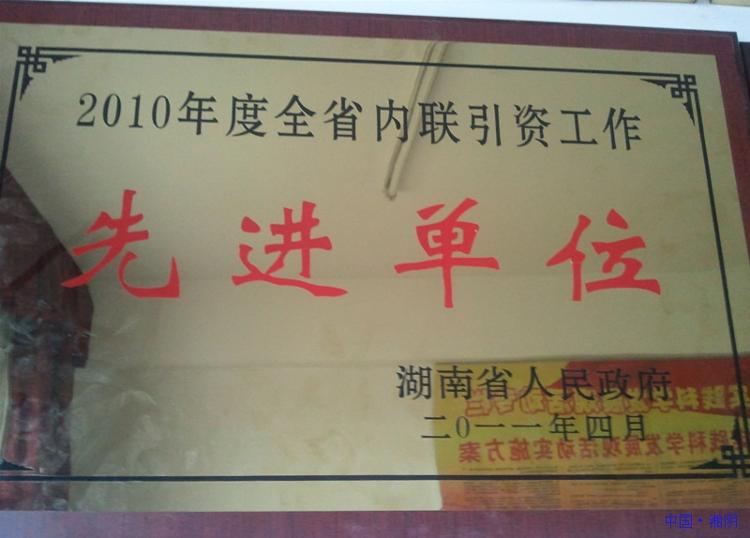 2010年度全省内联引资工作
先进单位
湖南省人民政府
二〇一一年四月
践科学发展观活动实施方案
中国·湘阴